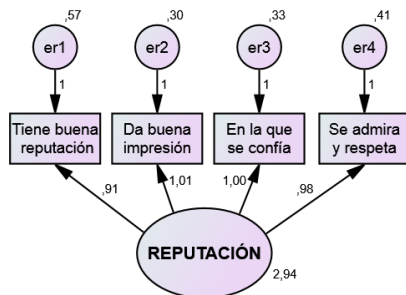 ,57
,30
,33
,41
er1
er2
er3
er4
1
1
1
1
Tiene buena
reputación
Da buena
impresión
En la que
se confía
Se admira
y respeta
,91
1,01
1,00
,98
REPUTACIÓN
2,94